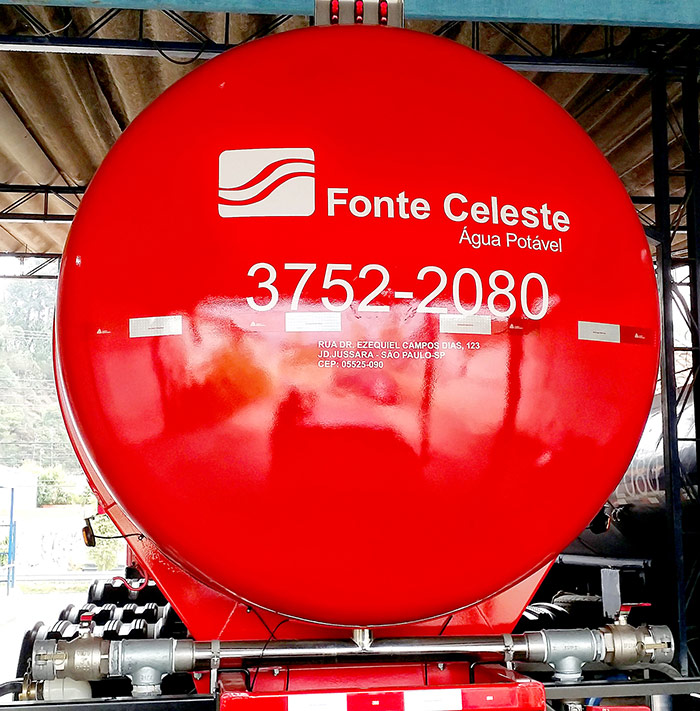 Fonte Celeste
Água Potável
3752-2080
RUA DR. EZEQUIEL CAMPOS DIAS, 123
JD,JUSSARA - SÃO PAULO-SP
CEP: 05525-090